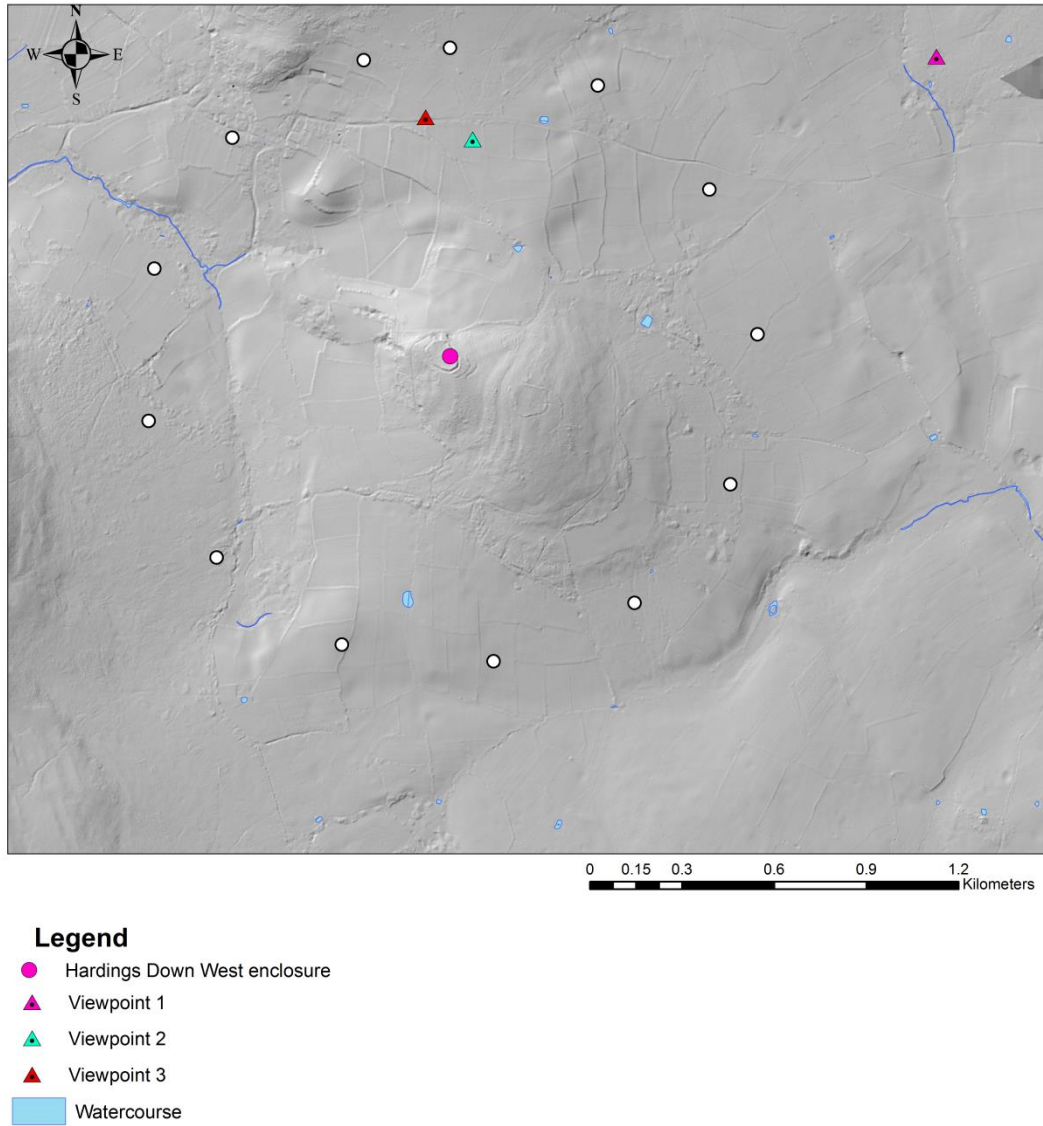 N
W E
S
0 0.15 0.3 0.6 0.9 1.2
Kilometers
Legend
Hardings Down West enclosure
Viewpoint 1
Viewpoint 2
Viewpoint 3
Watercourse